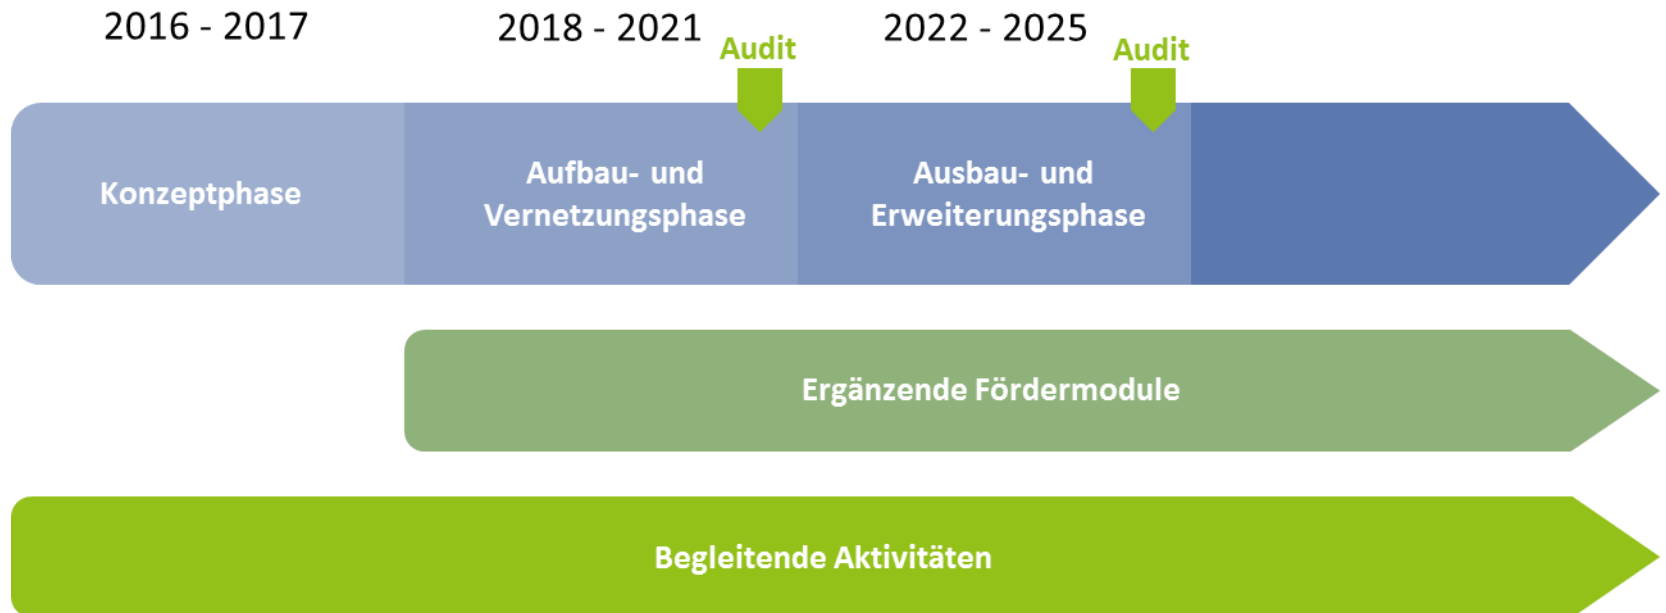 2016 - 2017
2018 - 2021
2022 - 2025
Audit
Audit
Konzeptphase
Aufbau- und
Vernetzungsphase
Ausbau- und
Erweiterungsphase
Ergänzende Fördermodule
Begleitende Aktivitäten